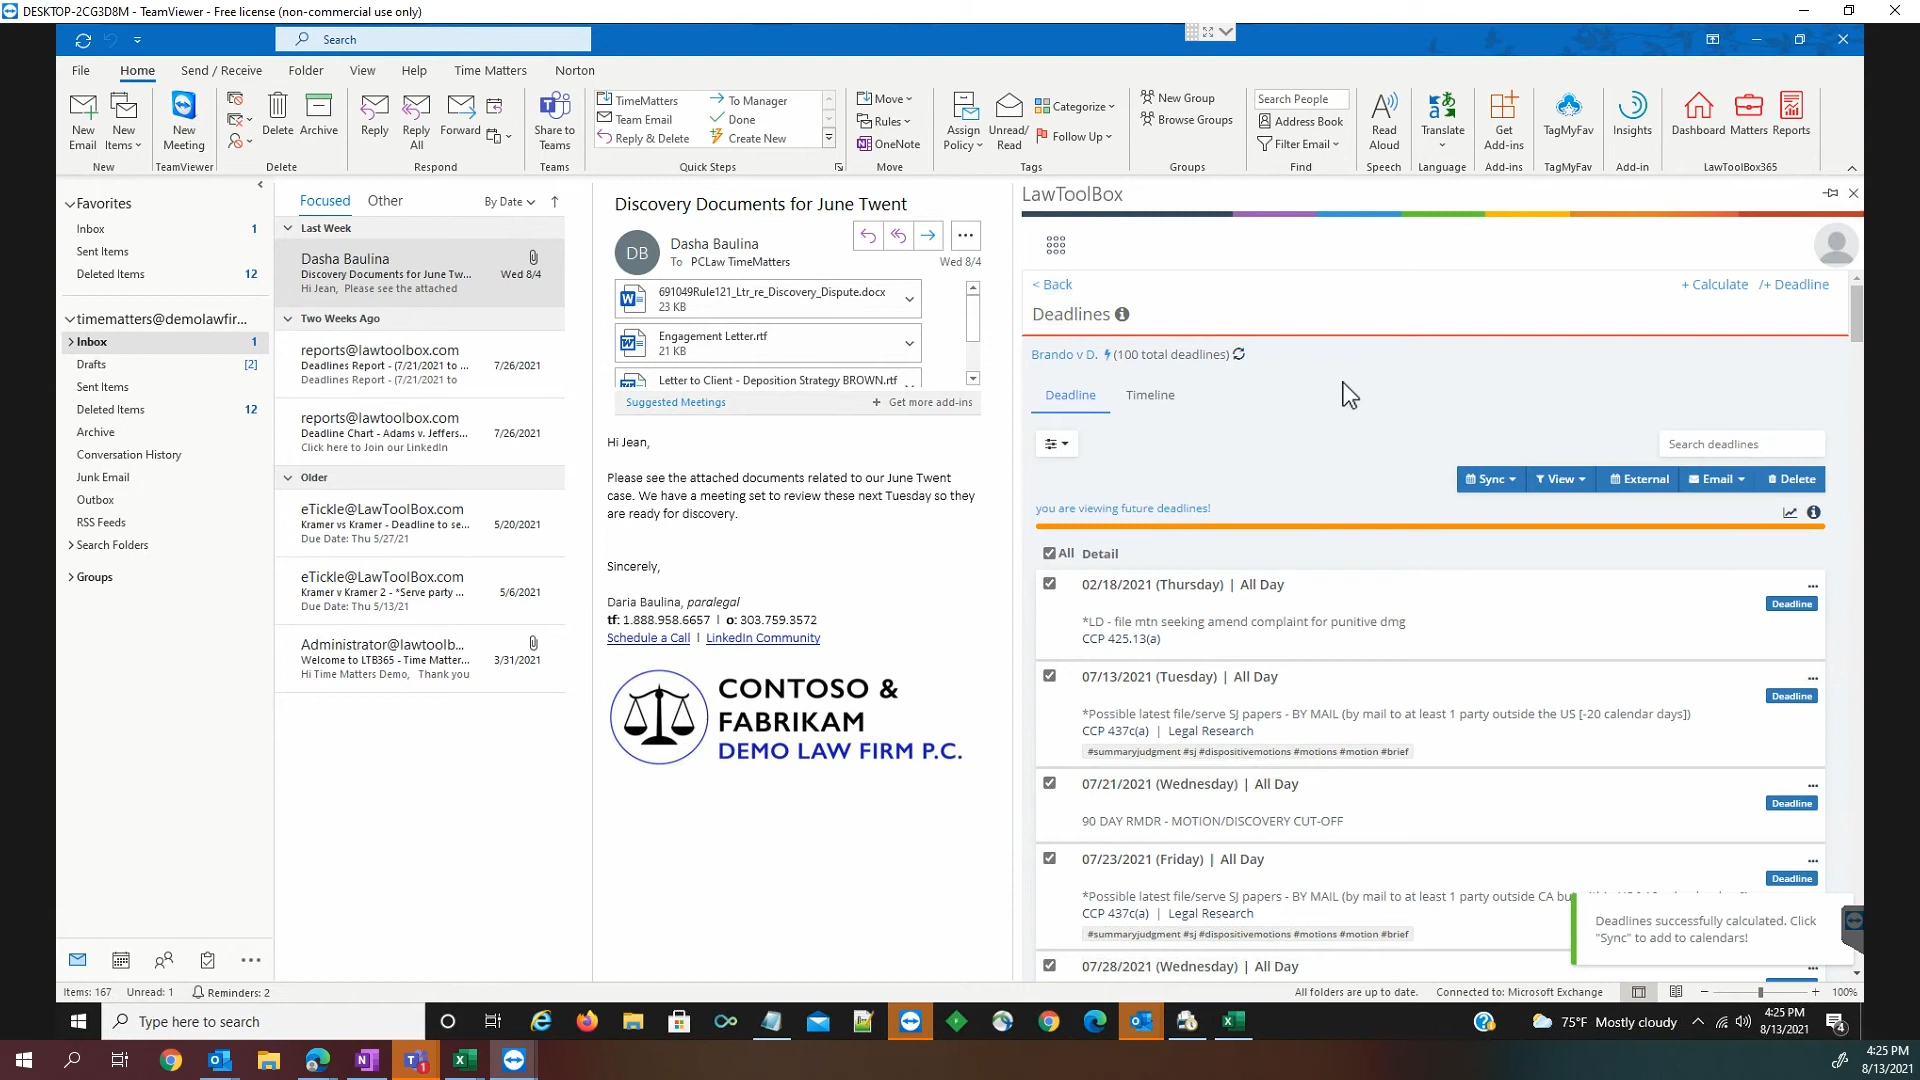 DESKTOP-2CG3D8M - TeamViewer - Free license (non-commercial use only)
Search
File Home Send / Receive Folder View Help Time Matters Norton
New Email
New Items
New
New Meeting
TeamViewer
Delete
Archive
Delete
Reply
Reply All
Forward
Respond
Share to Teams
Teams
TimeMatters
Team Email
Reply & Delete
To Manager
Done
Create New
Quick Steps
Move
Rules
OneNote
Move
Assign Policy
Unread/ Read
Categorize
Follow Up
Tags
New Group
Browse Groups
Groups
Search People
Address Book
Filter Email
Find
Read Aloud
Speech
Translate
Language
Get Add-ins
Add-ins
TagMyFav
TagMyFav
Insights
Add-in
Dashboard
Matters
Reports
LawToolBox365
Favorites
Inbox 1
Sent Items
Deleted Items 12
timematters@demolawfir...
Inbox 1
Drafts [2]
Sent Items
Deleted Items 12
Archive
Conversation History
Junk Email
Outbox
RSS Feeds
Search Folders
Groups
Focused Other By Date
Last Week
Dasha Baulina
Discovery Documents for June Tw... Wed 8/4
Hi Jean, Please see the attached
Two Weeks Ago
reports@lawtoolbox.com
Deadlines Report - (7/21/2021 to 7/26/2021
Deadlines Report - (7/21/2021 to
reports@lawtoolbox.com
Deadline Chart - Adams v. Jeffers... 7/26/2021
Click here to Join our LinkedIn
Older
eTickle@LawToolBox.com
Kramer vs Kramer - Deadline to se... 5/20/2021
Due Date: Thu 5/27/21
eTickle@LawToolBox.com
Kramer v Kramer 2 - *Serve party ... 5/6/2021
Due Date: Thu 5/13/21
Administrator@lawtoolb...
Welcome to LTB365 - Time Matter... 3/31/2021
Hi Time Matters Demo, Thank you
Discovery Documents for June Twent
DB
Dasha Baulina
To PCLaw TimeMatters
Wed 8/4
691049Rule121_Ltr_re_Discovery_Dispute.docx
23 KB
Engagement Letter.rtf
21 KB
Letter to Client - Deposition Strategy BROWN.rtf
Suggested Meetings + Get more add-ins
Hi Jean,
Please see the attached documents related to our June Twent
case. We have a meeting set to review these next Tuesday so they
are ready for discovery.
Sincerely,
Daria Baulina, paralegal
tf: 1.888.958.6657 | o: 303.759.3572
Schedule a Call | LinkedIn Community
CONTOSO &
FABRIKAM
DEMO LAW FIRM P.C.
LawToolBox
< Back + Calculate /+ Deadline
Deadlines
Brando v D. (100 total deadlines)
Deadline Timeline
Search deadlines
Sync View External Email Delete
you are viewing future deadlines!
All Detail
02/18/2021 (Thursday) | All Day
Deadline
*LD - file mtn seeking amend complaint for punitive dmg
CCP 425.13(a)
07/13/2021 (Tuesday) | All Day
Deadline
*Possible latest file/serve SJ papers - BY MAIL (by mail to at least 1 party outside the US [-20 calendar days])
CCP 437c(a) | Legal Research
#summaryjudgment #sj #dispositivemotions #motions #motion #brief
07/21/2021 (Wednesday) | All Day
Deadline
90 DAY RMDR - MOTION/DISCOVERY CUT-OFF
07/23/2021 (Friday) | All Day
Deadline
*Possible latest file/serve SJ papers - BY MAIL (by mail to at least 1 party outside CA bu
CCP 437c(a) | Legal Research
#summaryjudgment #sj #dispositivemotions #motions #motion #brief
Deadlines successfully calculated. Click
"Sync" to add to calendars!
07/28/2021 (Wednesday) | All Day
Items: 167 Unread: 1 Reminders: 2 All folders are up to date. Connected to: Microsoft Exchange 100%
Type here to search
75°F Mostly cloudy
4:25 PM
8/13/2021
4
1
4:25 PM
8/13/2021